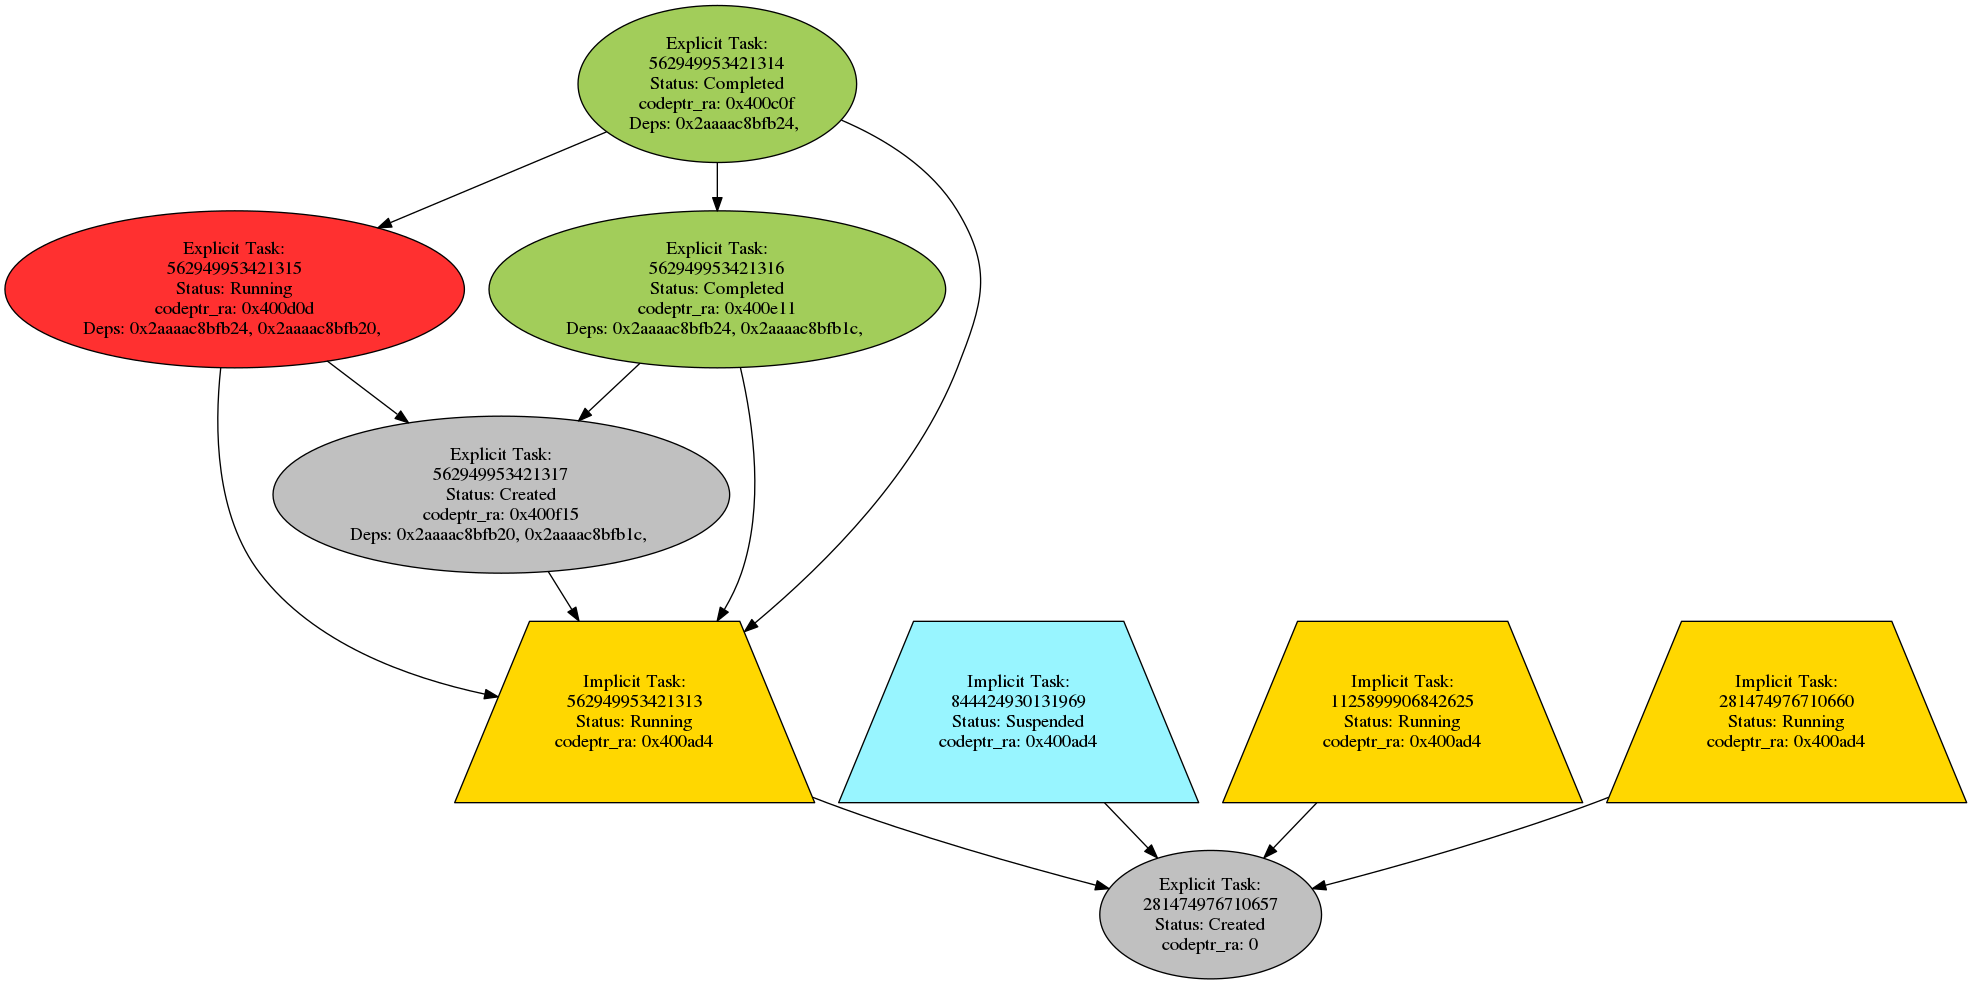 Explicit Task:
562949953421314
Status: Completed
codeptr_ra: 0x400c0f
Deps: 0x2aaaac8bfb24,
Explicit Task:
562949953421315
Status: Running
codeptr_ra: 0x400d0d
Deps: 0x2aaaac8bfb24, 0x2aaaac8bfb20,
Explicit Task:
562949953421316
Status: Completed
codeptr_ra: 0x400e11
Deps: 0x2aaaac8bfb24, 0x2aaaac8bfb1c,
Explicit Task:
562949953421317
Status: Created
codeptr_ra: 0x400f15
Deps: 0x2aaaac8bfb20, 0x2aaaac8bfb1c,
Implicit Task:
562949953421313
Status: Running
codeptr_ra: 0x400ad4
Implicit Task:
844424930131969
Status: Suspended
codeptr_ra: 0x400ad4
Implicit Task:
1125899906842625
Status: Running
codeptr_ra: 0x400ad4
Implicit Task:
281474976710660
Status: Running
codeptr_ra: 0x400ad4
Explicit Task:
281474976710657
Status: Created
codeptr_ra: 0